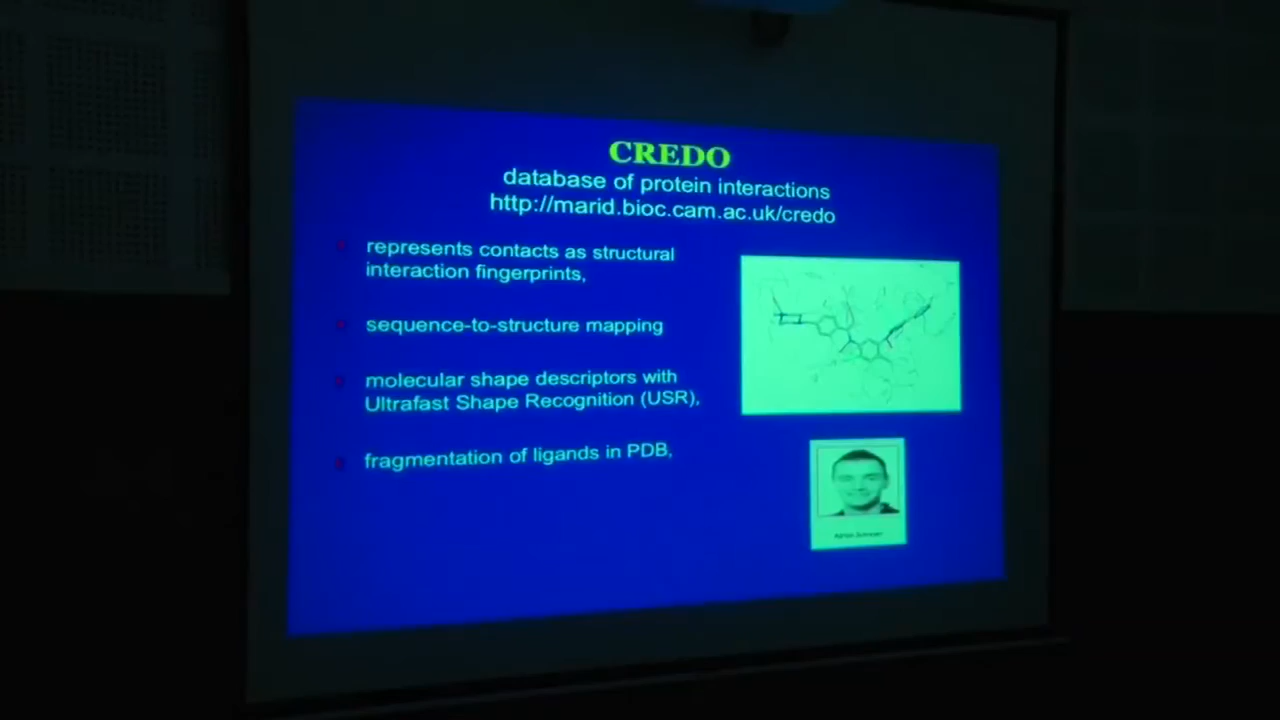 CREDO
database of protein interactions
http://marid.bioc.cam.ac.uk/credo
represents contacts as structural
interaction fingerprints,
sequence-to-structure mapping
molecular shape descriptors with
Ultrafast Shape Recognition (USR),
fragmentation of ligands in PDB,